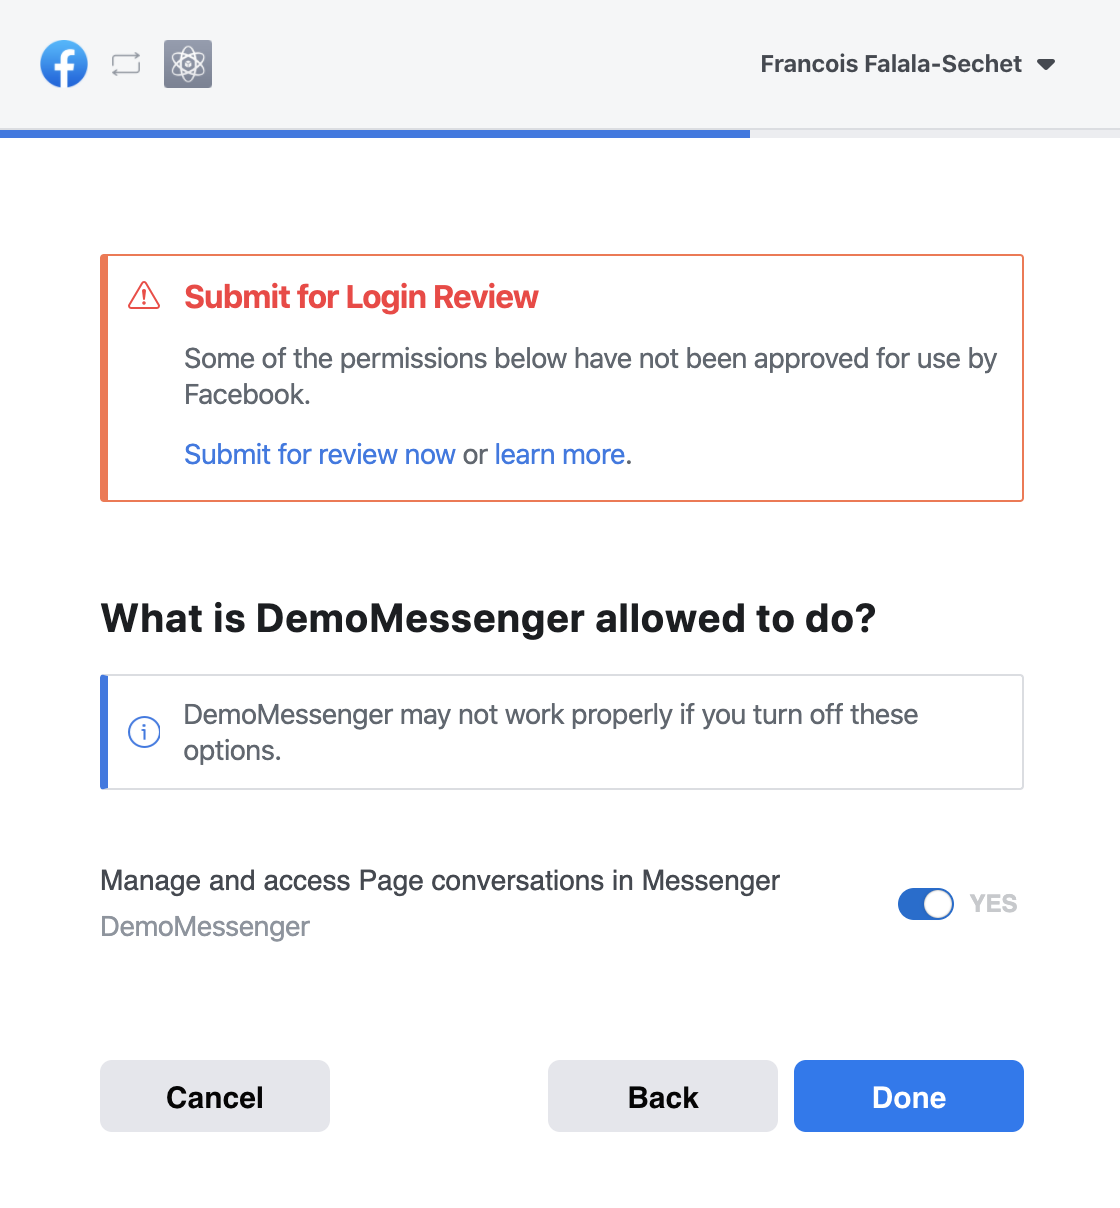 Francois Falala-Sechet
Submit for Login Review
Some of the permissions below have not been approved for use by
Facebook.
Submit for review now or learn more.
What is DemoMessenger allowed to do?
DemoMessenger may not work properly if you turn off these
options.
Manage and access Page conversations in Messenger
DemoMessenger
YES
Cancel
Back
Done